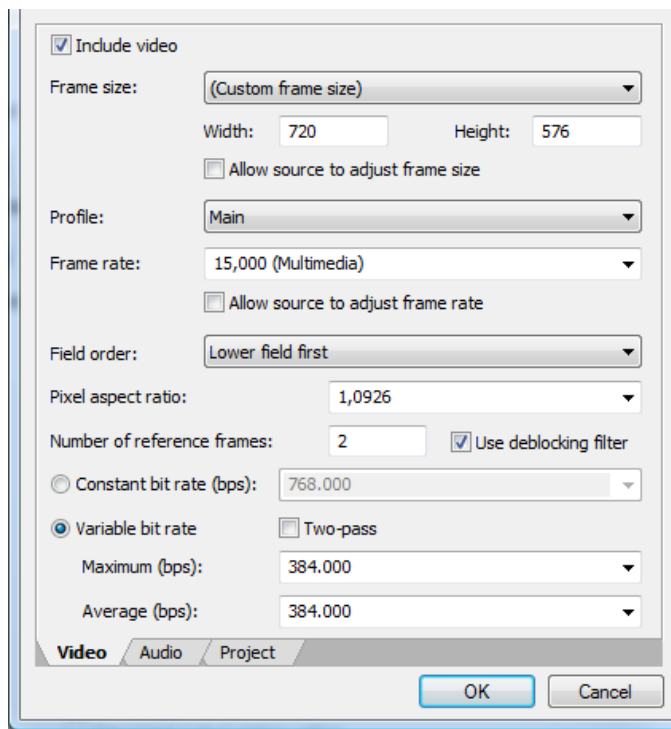 Include video
Frame size: (Custom frame size)
Width: 720 Height: 576
Allow source to adjust frame size
Profile: Main
Frame rate: 15,000 (Multimedia)
Allow source to adjust frame rate
Field order: Lower field first
Pixel aspect ratio: 1,0926
Number of reference frames: 2 Use deblocking filter
Constant bit rate (bps): 768.000
Variable bit rate Two-pass
Maximum (bps): 384.000
Average (bps): 384.000
Video Audio Project
OK Cancel